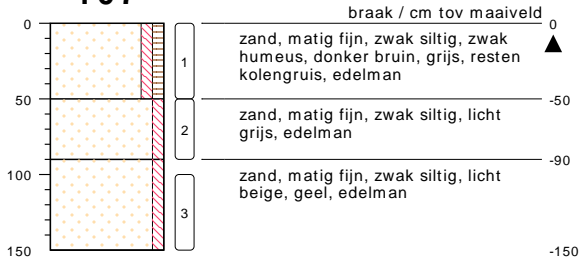 braak / cm tov maaiveld
0
0
zand, matig fijn, zwak siltig, zwak
humeus, donker bruin, grijs, resten
kolengruis, edelman
1
50
-50
zand, matig fijn, zwak siltig, licht
grijs, edelman
2
-90
100
zand, matig fijn, zwak siltig, licht
beige, geel, edelman
3
150
-150